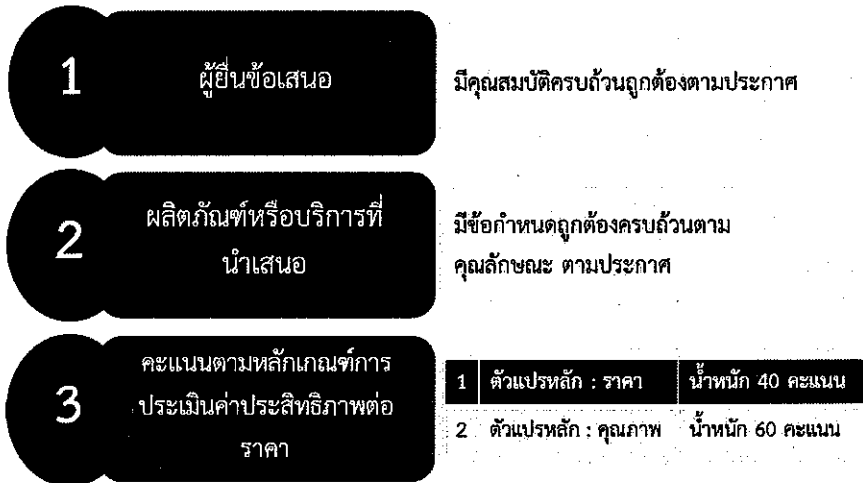 1
ผู้ยื่นข้อเสนอ
มีคุณสมบัติครบถ้วนถูกต้องตามประกาศ
2
ผลิตภัณฑ์หรือบริการที่
นำเสนอ
มีข้อกำหนดถูกต้องครบถ้วนตาม
คุณลักษณะ ตามประกาศ
3
คะแนนตามหลักเกณฑ์การ
ประเมินค่าประสิทธิภาพต่อ
ราคา
1 ตัวแปรหลัก : ราคา น้ำหนัก 40 คะแนน
2 ตัวแปรหลัก : คุณภาพ น้ำหนัก 60 คะแนน